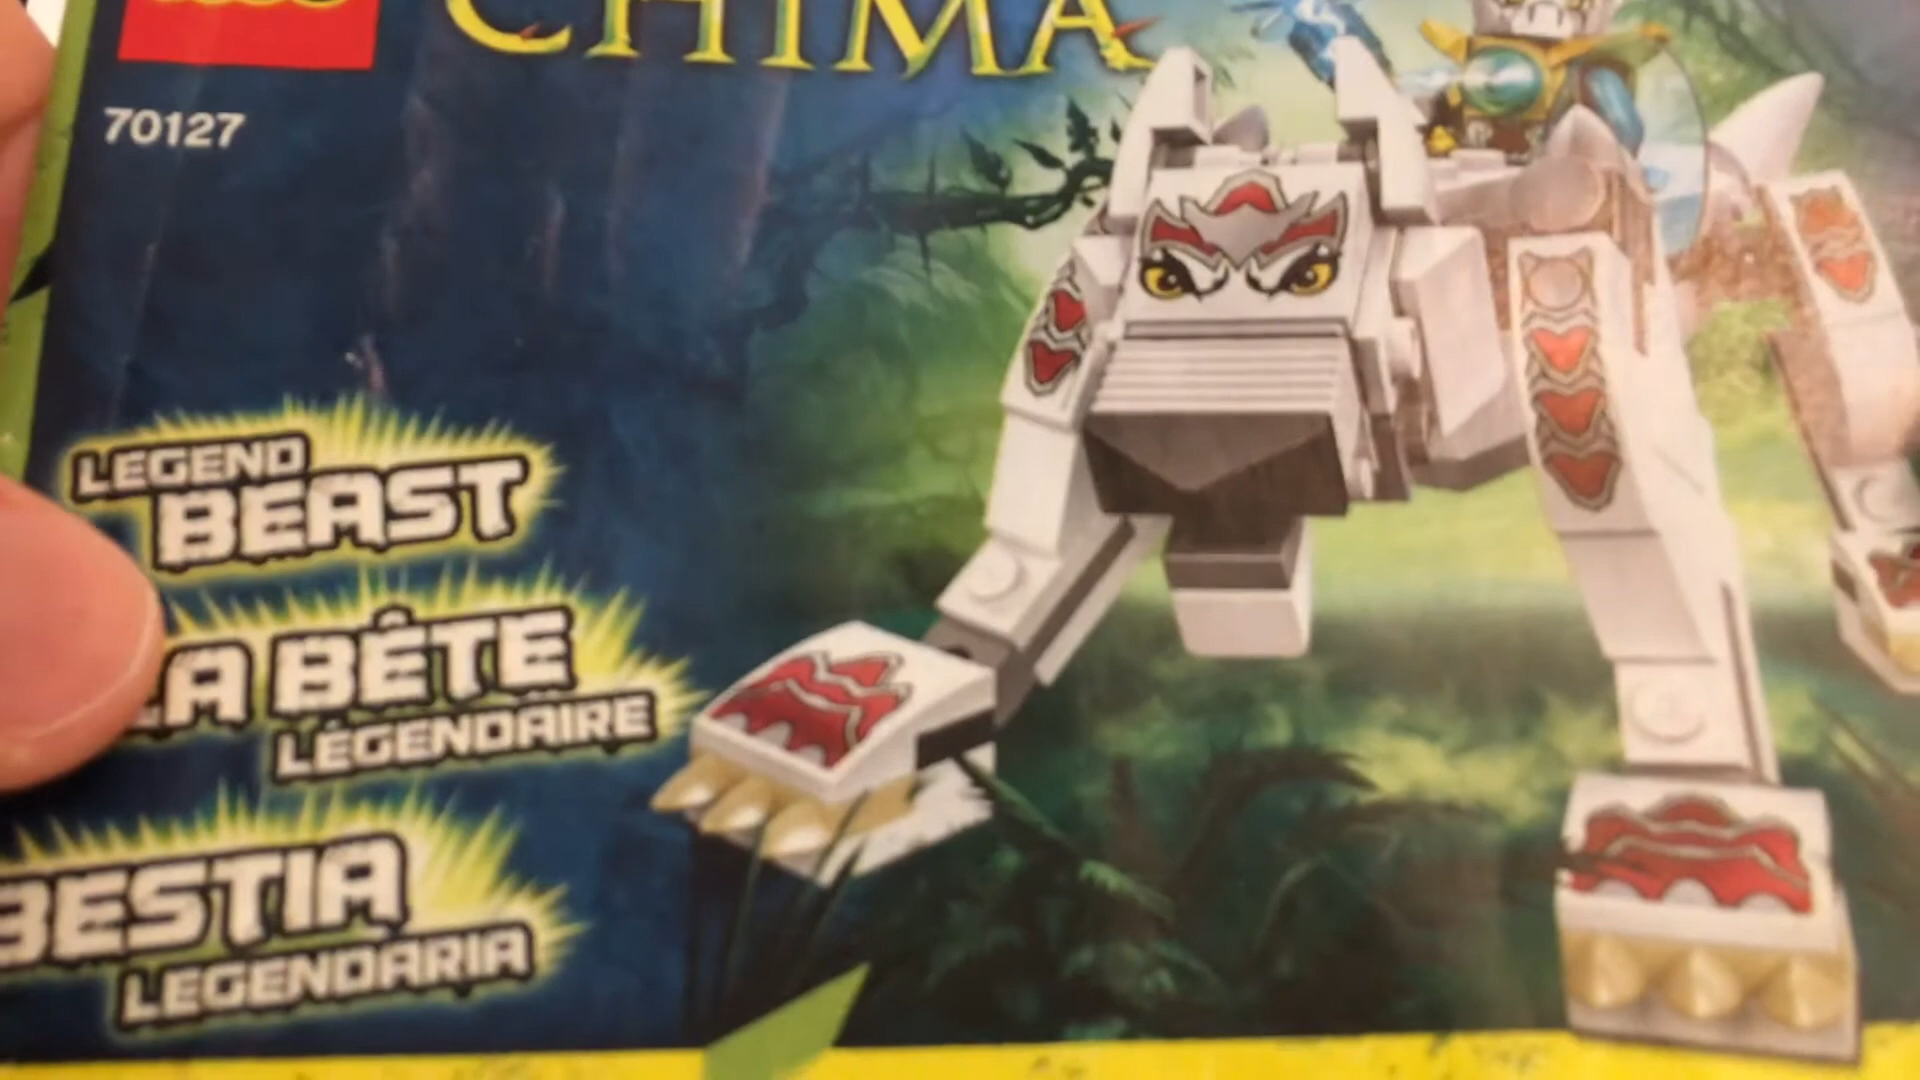 CHIMA
70127
LEGEND
BEAST
LA BÊTE
LÉGENDAIRE
BESTIA
LEGENDARIA